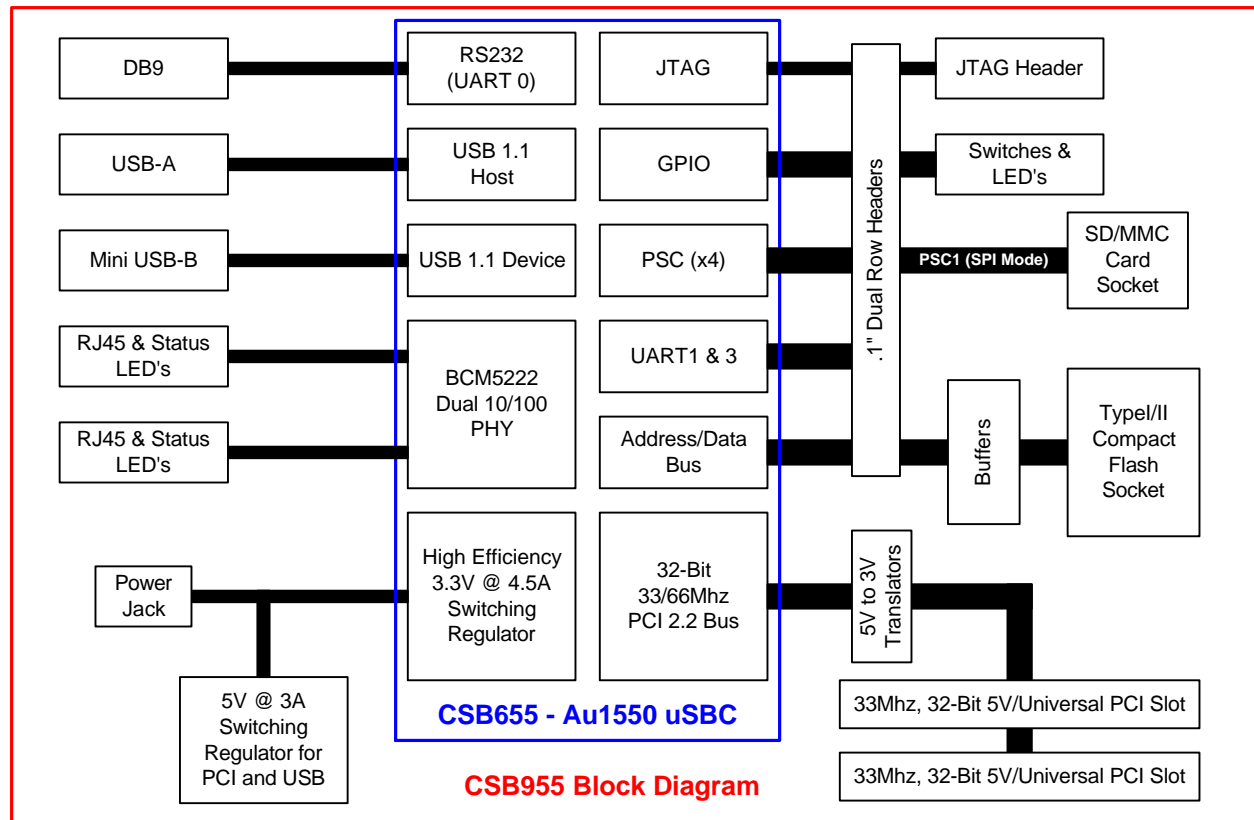 DB9
RS232
(UART 0)
JTAG
JTAG Header
USB-A
USB 1.1
Host
GPIO
Switches &
LED's
Mini USB-B
USB 1.1 Device
PSC (x4)
PSC1 (SPI Mode)
SD/MMC
Card
Socket
.1" Dual Row Headers
RJ45 & Status
LED's
BCM5222
Dual 10/100
PHY
UART1 & 3
RJ45 & Status
LED's
Address/Data
Bus
Buffers
TypeI/II
Compact
Flash
Socket
Power
Jack
High Efficiency
3.3V @ 4.5A
Switching
Regulator
32-Bit
33/66Mhz
PCI 2.2 Bus
5V to 3V
Translators
5V @ 3A
Switching
Regulator for
PCI and USB
CSB655 - Au1550 uSBC
33Mhz, 32-Bit 5V/Universal PCI Slot
33Mhz, 32-Bit 5V/Universal PCI Slot
CSB955 Block Diagram